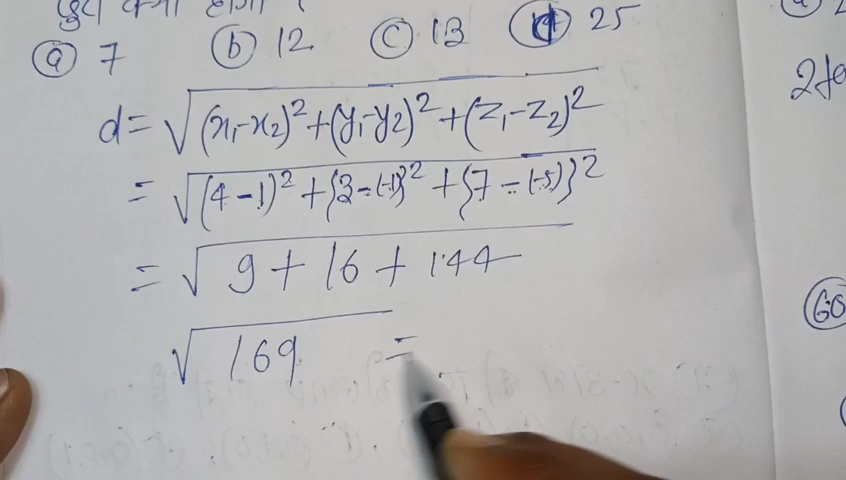 क्या होगा ?
ⓐ 7 ⓑ 12 ⓒ 13 ⓓ 25
d = √(x₁-x₂)² + (y₁-y₂)² + (z₁-z₂)²
= √(4-1)² + {3-(-1)}² + {7-(-5)}²
= √9 + 16 + 144
√169 =
60